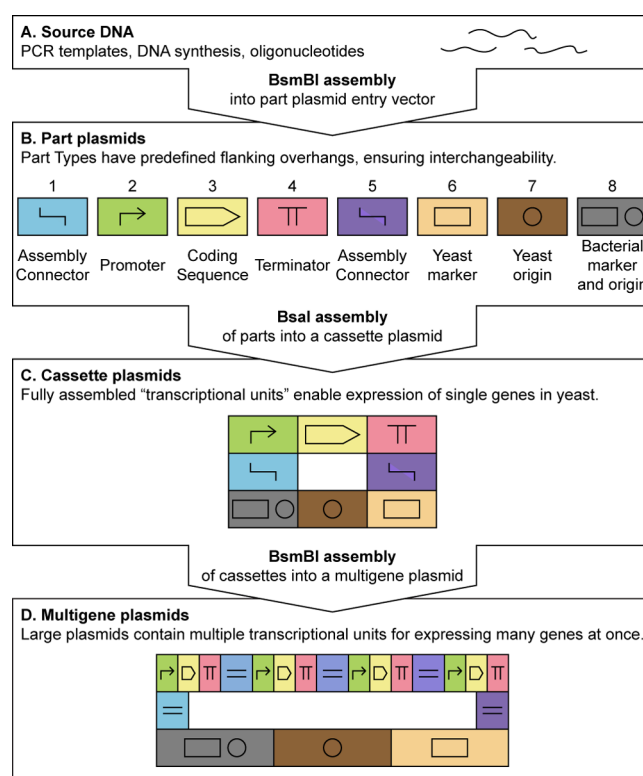 A. Source DNA
PCR templates, DNA synthesis, oligonucleotides
BsmBI assembly
into part plasmid entry vector
B. Part plasmids
Part Types have predefined flanking overhangs, ensuring interchangeability.
1 2 3 4 5 6 7 8
Assembly Connector
Promoter
Coding Sequence
Terminator
Assembly Connector
Yeast marker
Yeast origin
Bacterial marker and origin
BsaI assembly
of parts into a cassette plasmid
C. Cassette plasmids
Fully assembled “transcriptional units” enable expression of single genes in yeast.
BsmBI assembly
of cassettes into a multigene plasmid
D. Multigene plasmids
Large plasmids contain multiple transcriptional units for expressing many genes at once.